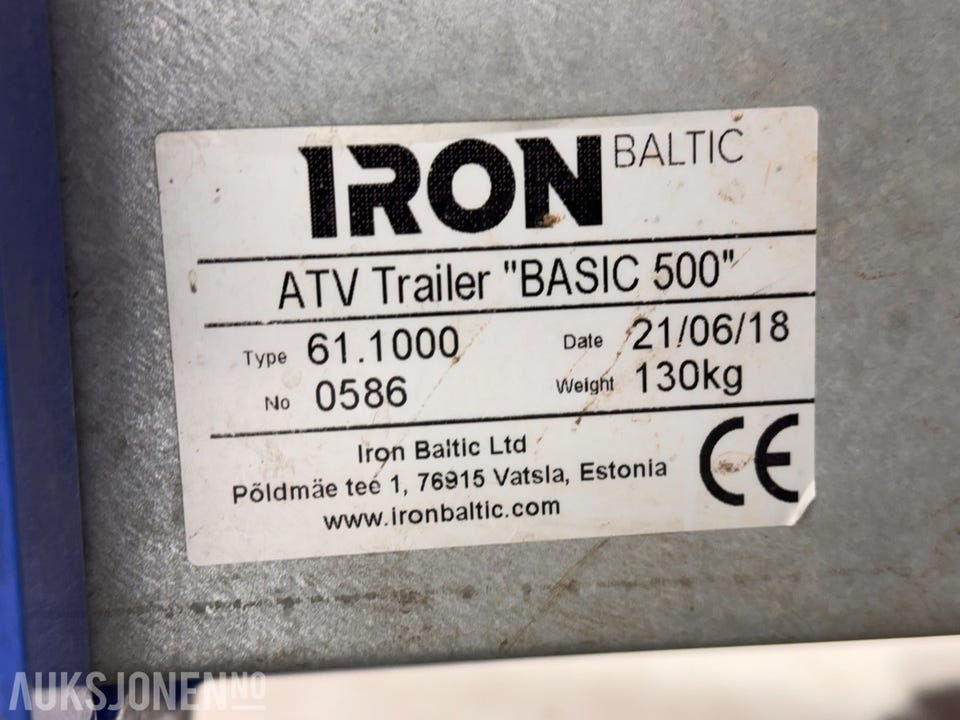 IRON BALTIC
ATV Trailer "BASIC 500"
Type 61.1000 Date 21/06/18
No 0586 Weight 130kg
Iron Baltic Ltd
Põldmäe teé 1, 76915 Vatsla, Estonia
www.ironbaltic.com
CE
AUKSJONEN.NO